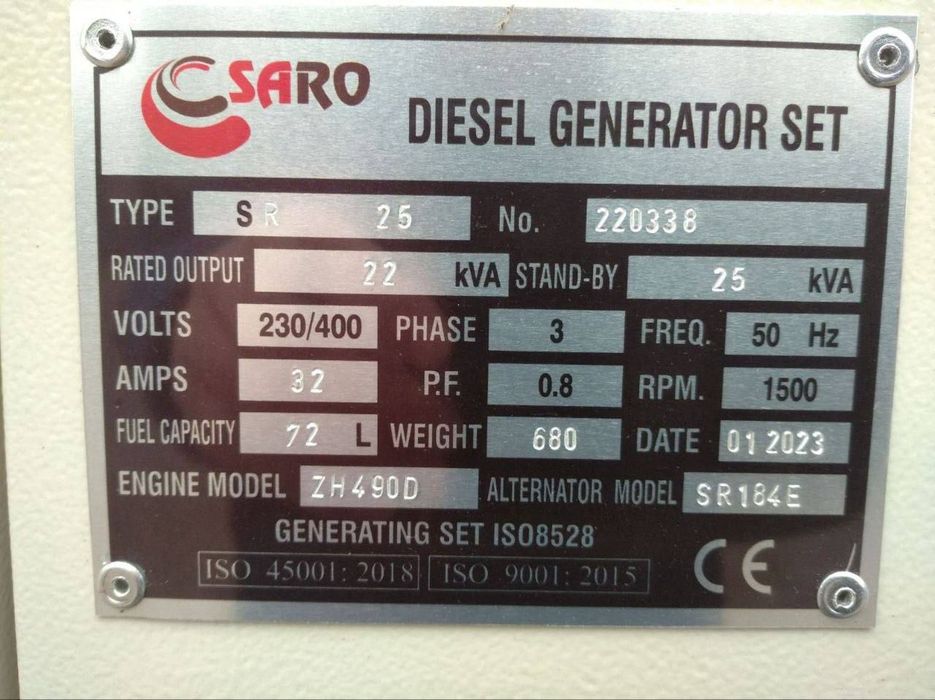 SARO
DIESEL GENERATOR SET
TYPE SR 25 No. 220338
RATED OUTPUT 22 kVA STAND-BY 25 kVA
VOLTS 230/400 PHASE 3 FREQ. 50 Hz
AMPS 32 P.F. 0.8 RPM. 1500
FUEL CAPACITY 72 L WEIGHT 680 DATE 01 2023
ENGINE MODEL ZH490D ALTERNATOR MODEL SR184E
GENERATING SET ISO8528
ISO 45001: 2018 ISO 9001: 2015 CE